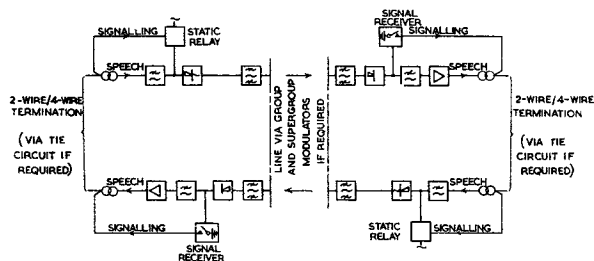 SIGNALLING
STATIC
RELAY
SPEECH
2-WIRE/4-WIRE
TERMINATION
(VIA TIE
CIRCUIT IF
REQUIRED)
SPEECH
SIGNALLING
SIGNAL
RECEIVER
LINE VIA GROUP
AND SUPERGROUP
MODULATORS
IF REQUIRED
SIGNAL
RECEIVER
SIGNALLING
SPEECH
2-WIRE/4-WIRE
TERMINATION
(VIA TIE
CIRCUIT IF
REQUIRED)
SPEECH
STATIC
RELAY
SIGNALLING